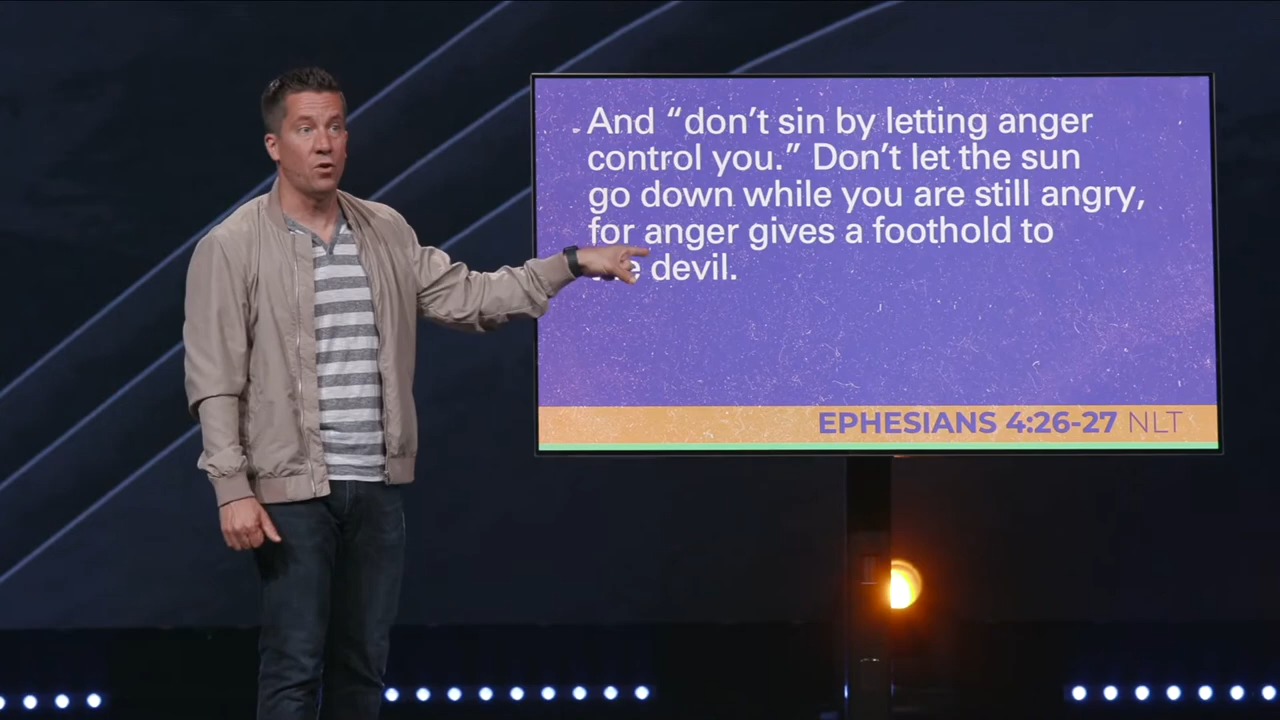 And “don’t sin by letting anger
control you.” Don’t let the sun
go down while you are still angry,
for anger gives a foothold to
devil.
EPHESIANS 4:26-27 NLT